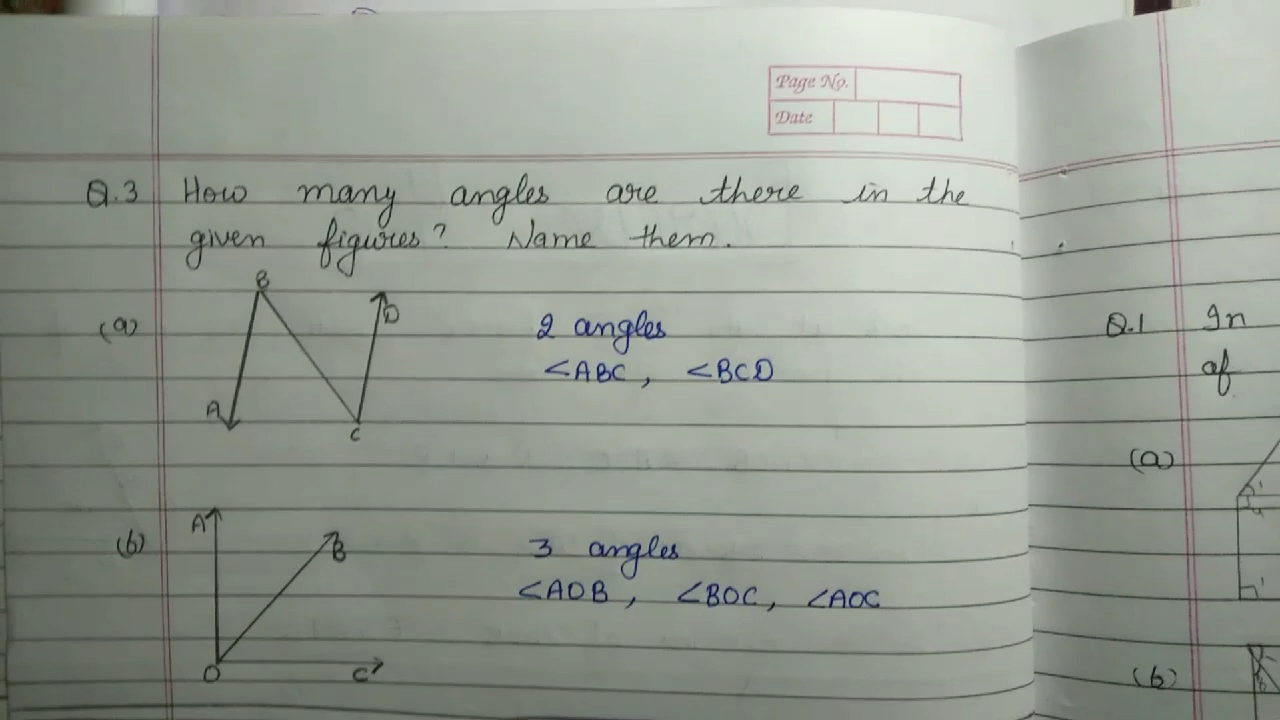 Page No.
Date
Q.3 How many angles are there in the
given figures? Name them.
(a)
B
D
A
C
2 angles
<ABC, <BCD
(b)
A
B
O
C
3 angles
<AOB, <BOC, <AOC
Q.1 In
of
(a)
(b)